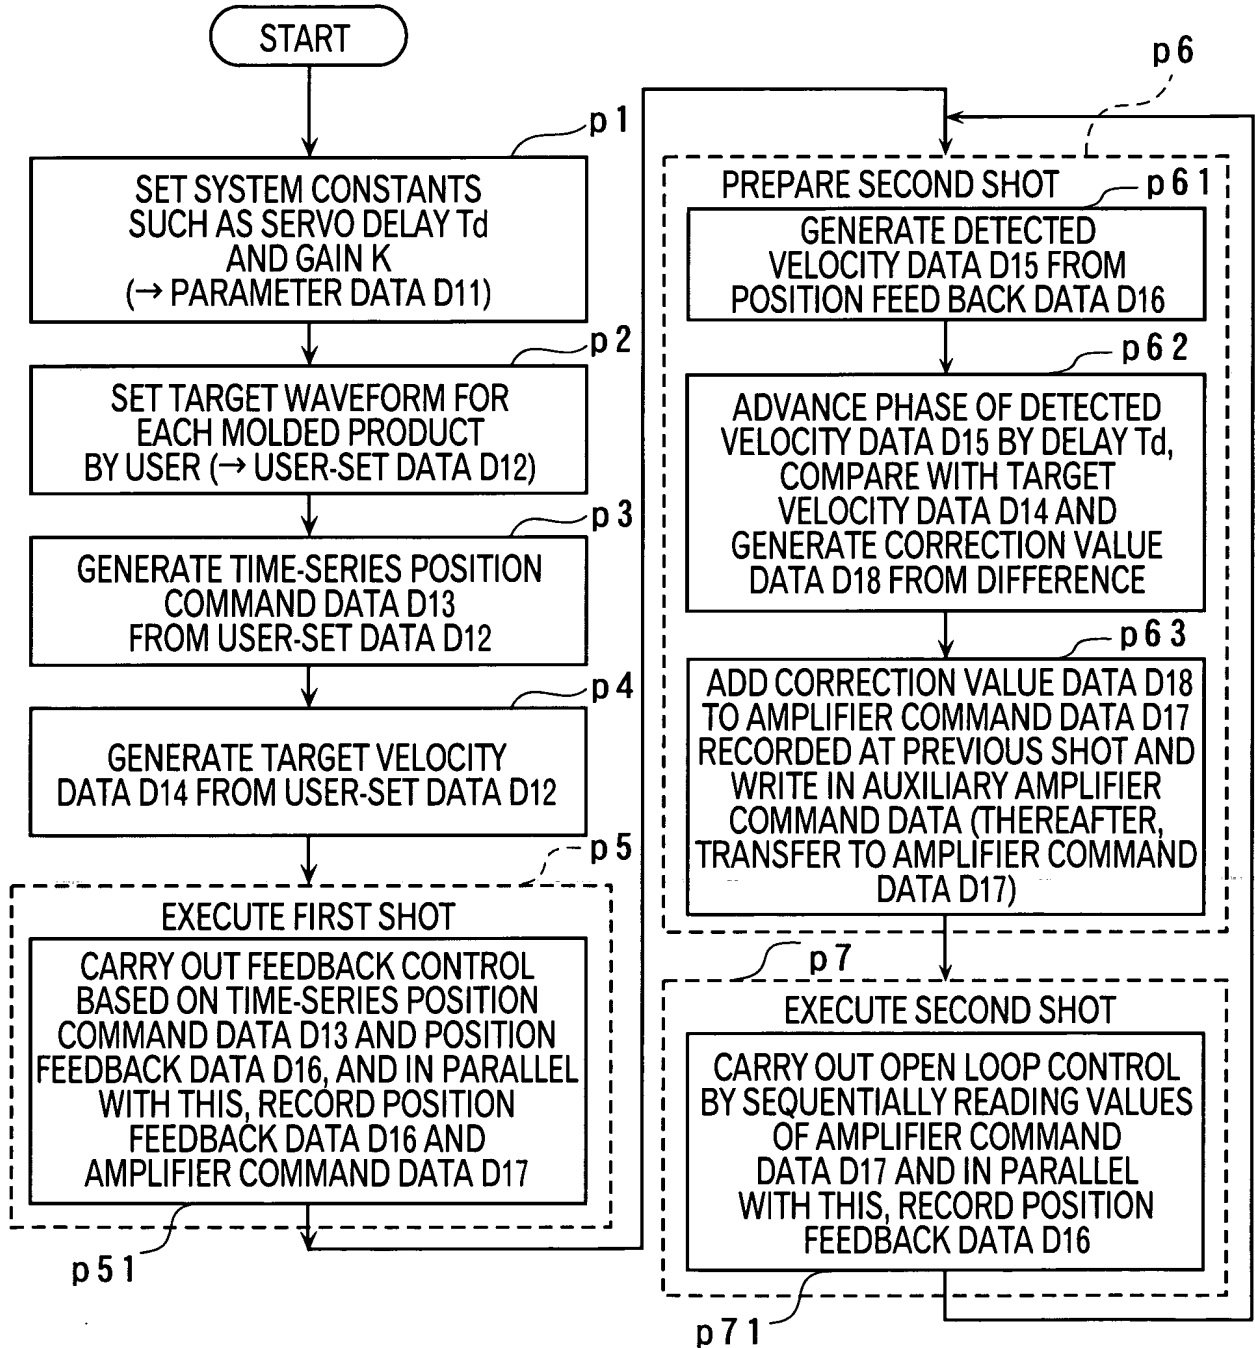 START
p1
SET SYSTEM CONSTANTS
SUCH AS SERVO DELAY Td
AND GAIN K
(→ PARAMETER DATA D11)
p2
SET TARGET WAVEFORM FOR
EACH MOLDED PRODUCT
BY USER (→ USER-SET DATA D12)
p3
GENERATE TIME-SERIES POSITION
COMMAND DATA D13
FROM USER-SET DATA D12
p4
GENERATE TARGET VELOCITY
DATA D14 FROM USER-SET DATA D12
p5
EXECUTE FIRST SHOT
CARRY OUT FEEDBACK CONTROL
BASED ON TIME-SERIES POSITION
COMMAND DATA D13 AND POSITION
FEEDBACK DATA D16, AND IN PARALLEL
WITH THIS, RECORD POSITION
FEEDBACK DATA D16 AND
AMPLIFIER COMMAND DATA D17
p51
p6
PREPARE SECOND SHOT
p61
GENERATE DETECTED
VELOCITY DATA D15 FROM
POSITION FEED BACK DATA D16
p62
ADVANCE PHASE OF DETECTED
VELOCITY DATA D15 BY DELAY Td,
COMPARE WITH TARGET
VELOCITY DATA D14 AND
GENERATE CORRECTION VALUE
DATA D18 FROM DIFFERENCE
p63
ADD CORRECTION VALUE DATA D18
TO AMPLIFIER COMMAND DATA D17
RECORDED AT PREVIOUS SHOT AND
WRITE IN AUXILIARY AMPLIFIER
COMMAND DATA (THEREAFTER,
TRANSFER TO AMPLIFIER COMMAND
DATA D17)
p7
EXECUTE SECOND SHOT
CARRY OUT OPEN LOOP CONTROL
BY SEQUENTIALLY READING VALUES
OF AMPLIFIER COMMAND
DATA D17 AND IN PARALLEL
WITH THIS, RECORD POSITION
FEEDBACK DATA D16
p71